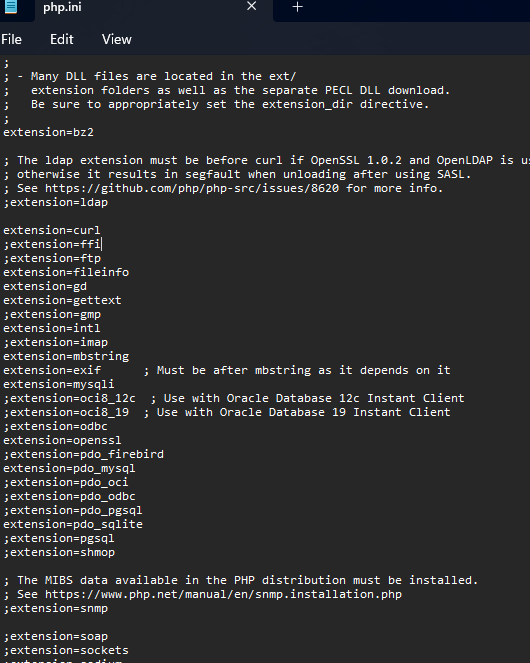 php.ini
File Edit View
;
; - Many DLL files are located in the ext/
;   extension folders as well as the separate PECL DLL download.
;   Be sure to appropriately set the extension_dir directive.
;
extension=bz2

; The ldap extension must be before curl if OpenSSL 1.0.2 and OpenLDAP is
; otherwise it results in segfault when unloading after using SASL.
; See https://github.com/php/php-src/issues/8620 for more info.
;extension=ldap

extension=curl
;extension=ffi
;extension=ftp
extension=fileinfo
extension=gd
extension=gettext
;extension=gmp
extension=intl
;extension=imap
extension=mbstring
extension=exif      ; Must be after mbstring as it depends on it
extension=mysqli
;extension=oci8_12c  ; Use with Oracle Database 12c Instant Client
;extension=oci8_19  ; Use with Oracle Database 19 Instant Client
;extension=odbc
extension=openssl
;extension=pdo_firebird
extension=pdo_mysql
;extension=pdo_oci
;extension=pdo_odbc
;extension=pdo_pgsql
extension=pdo_sqlite
;extension=pgsql
;extension=shmop

; The MIBS data available in the PHP distribution must be installed.
; See https://www.php.net/manual/en/snmp.installation.php
;extension=snmp

;extension=soap
;extension=sockets